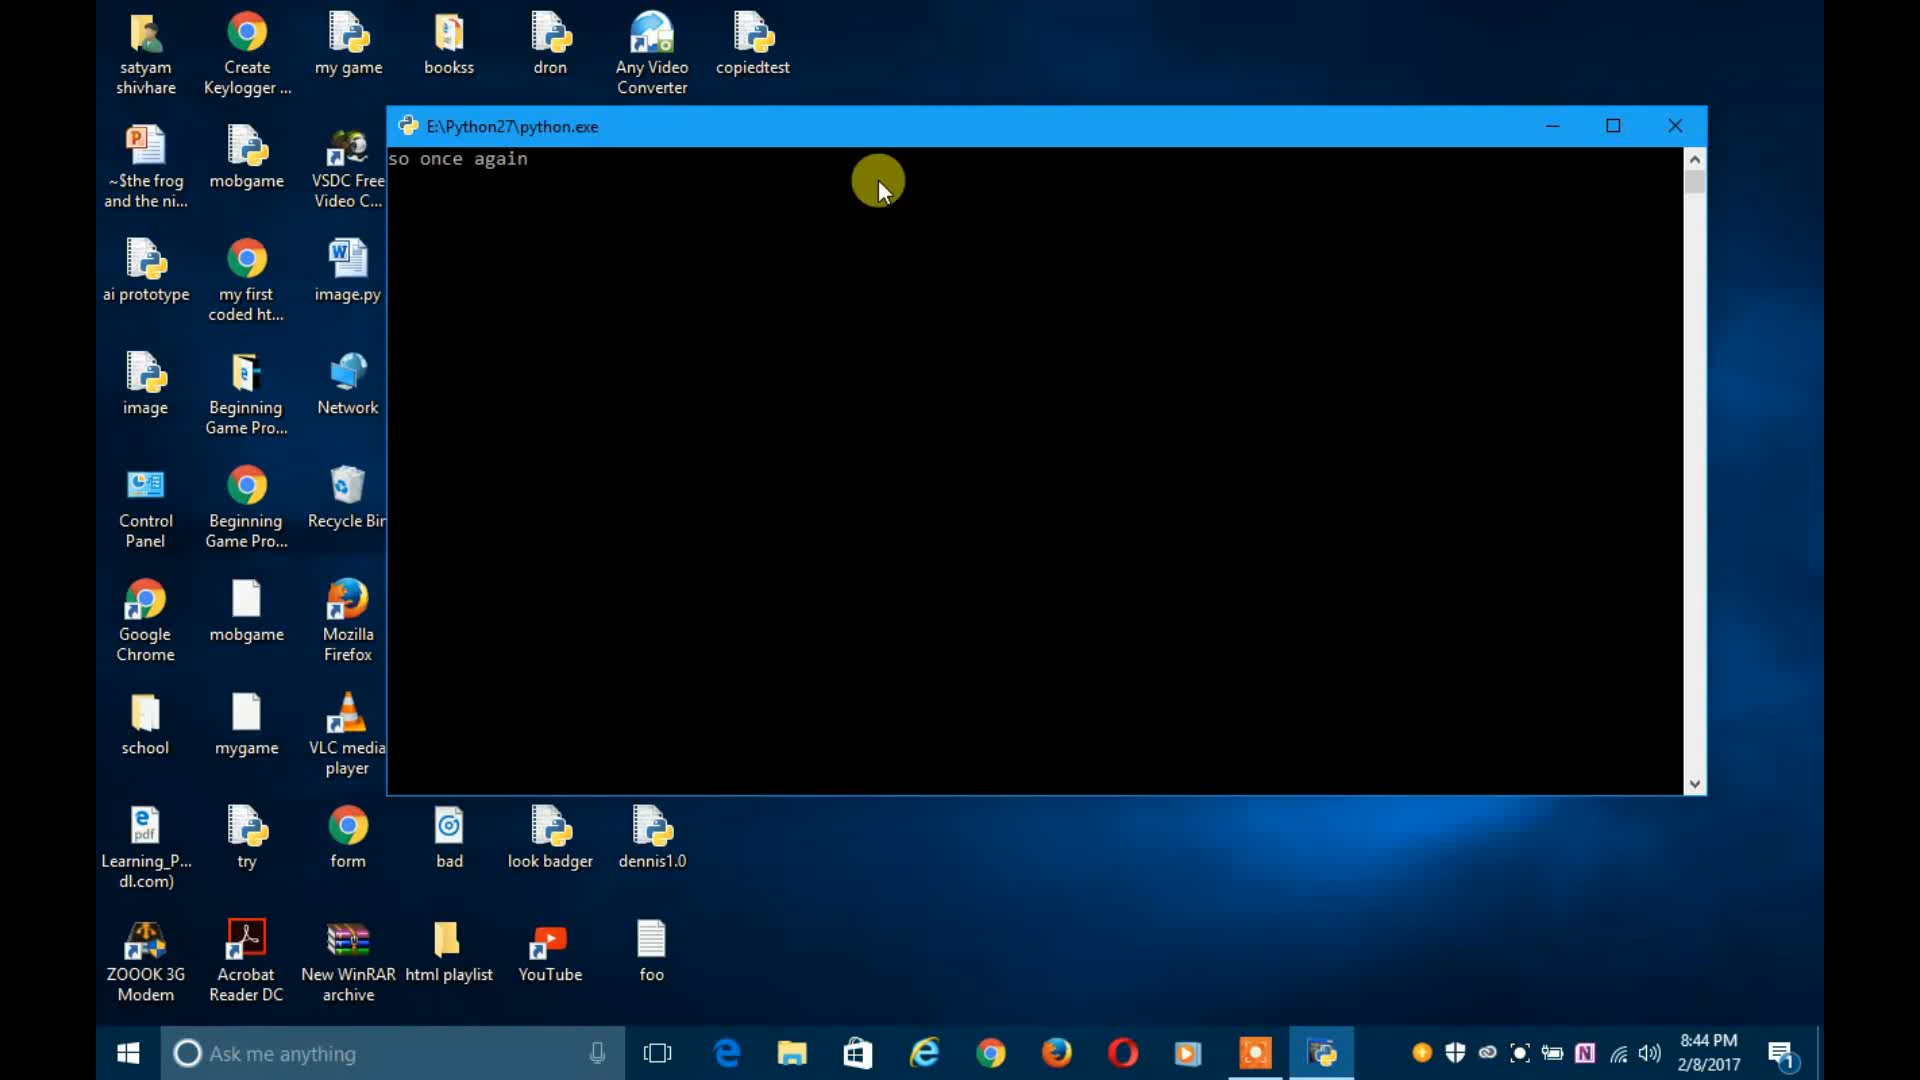 satyam
shivhare
Create
Keylogger ...
my game
bookss
dron
Any Video
Converter
copiedtest
E:\Python27\python.exe
so once again
~$the frog
and the ni...
mobgame
VSDC Free
Video C...
ai prototype
my first
coded ht...
image.py
image
Beginning
Game Pro...
Network
Control
Panel
Beginning
Game Pro...
Recycle Bin
Google
Chrome
mobgame
Mozilla
Firefox
school
mygame
VLC media
player
pdf
Learning_P...
dl.com)
try
form
bad
look badger
dennis1.0
ZOOOK 3G
Modem
Acrobat
Reader DC
New WinRAR
archive
html playlist
YouTube
foo
Ask me anything
8:44 PM
2/8/2017
1